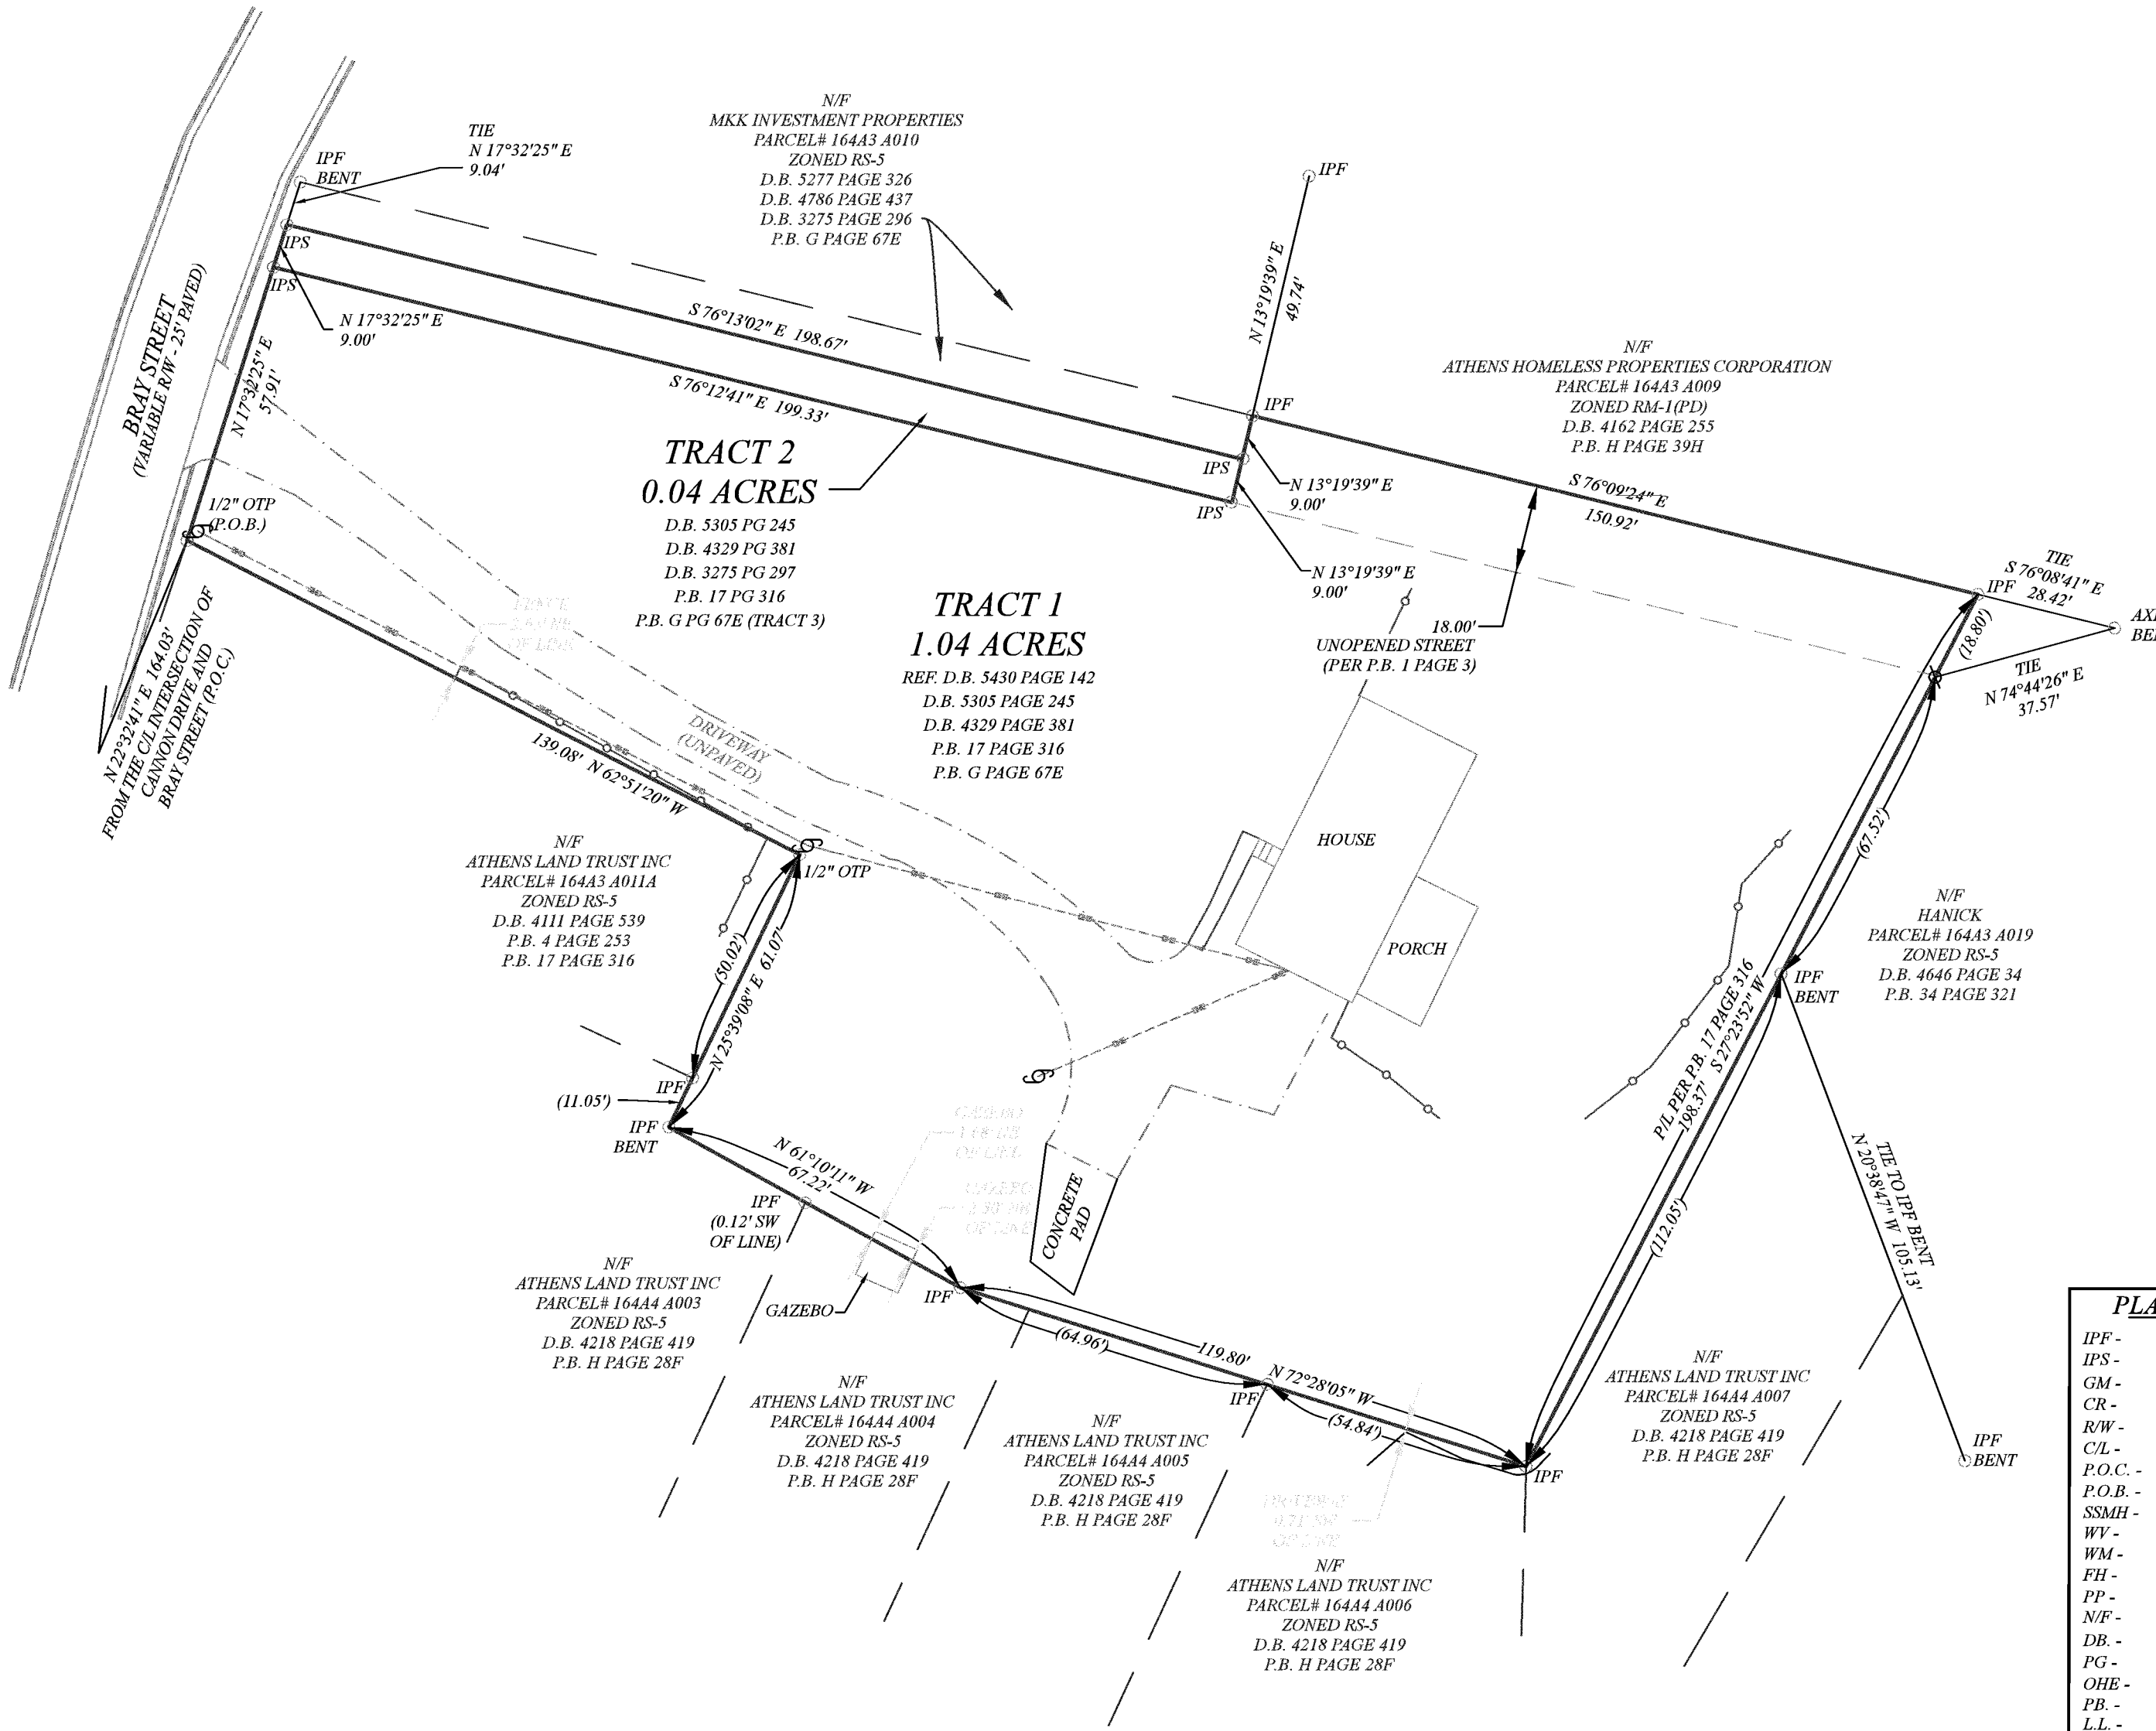 N/F
MKK INVESTMENT PROPERTIES
PARCEL# 164A3 A010
ZONED RS-5
D.B. 5277 PAGE 326
D.B. 4786 PAGE 437
D.B. 3275 PAGE 296
P.B. G PAGE 67E
TIE
N 17°32'25" E
9.04'
IPF
BENT
IPS
IPS
N 17°32'25" E
9.00'
BRAY STREET
(VARIABLE R/W - 25' PAVED)
N 17°32'25" E
57.91'
S 76°13'02" E 198.67'
S 76°12'41" E 199.33'
IPF
N 13°19'39" E
49.74'
IPF
IPS
IPS
N 13°19'39" E
9.00'
N 13°19'39" E
9.00'
N/F
ATHENS HOMELESS PROPERTIES CORPORATION
PARCEL# 164A3 A009
ZONED RM-1(PD)
D.B. 4162 PAGE 255
P.B. H PAGE 39H
S 76°09'24" E
150.92'
TIE
S 76°08'41" E
28.42'
IPF
(18.80')
TIE
N 74°44'26" E
37.57'
TRACT 2
0.04 ACRES
D.B. 5305 PG 245
D.B. 4329 PG 381
D.B. 3275 PG 297
P.B. 17 PG 316
P.B. G PG 67E (TRACT 3)
TRACT 1
1.04 ACRES
REF. D.B. 5430 PAGE 142
D.B. 5305 PAGE 245
D.B. 4329 PAGE 381
P.B. 17 PAGE 316
P.B. G PAGE 67E
18.00'
UNOPENED STREET
(PER P.B. 1 PAGE 3)
1/2" OTP
(P.O.B.)
N 22°32'41" E 164.03'
FROM THE C/L INTERSECTION OF
CANNON DRIVE AND
BRAY STREET (P.O.C.)
OF LINE
139.08' N 62°51'20" W
DRIVEWAY
(UNPAVED)
1/2" OTP
HOUSE
PORCH
N/F
ATHENS LAND TRUST INC
PARCEL# 164A3 A011A
ZONED RS-5
D.B. 4111 PAGE 539
P.B. 4 PAGE 253
P.B. 17 PAGE 316
(50.02')
N 25°39'08" E 61.07'
IPF
(11.05')
IPF
BENT
(67.52')
N/F
HANICK
PARCEL# 164A3 A019
ZONED RS-5
D.B. 4646 PAGE 34
P.B. 34 PAGE 321
IPF
BENT
P/L PER P.B. 17 PAGE 316
198.37' S 27°23'52" W
(112.05')
TIE TO IPF BENT
N 20°38'47" W 105.13'
IPF
BENT
N 61°10'11" W
67.22'
IPF
(0.12' SW
OF LINE)
GAZEBO
IPF
CONCRETE
PAD
(64.96')
119.80'
N 72°28'05" W
IPF
(54.84')
IPF
N/F
ATHENS LAND TRUST INC
PARCEL# 164A4 A003
ZONED RS-5
D.B. 4218 PAGE 419
P.B. H PAGE 28F
N/F
ATHENS LAND TRUST INC
PARCEL# 164A4 A004
ZONED RS-5
D.B. 4218 PAGE 419
P.B. H PAGE 28F
N/F
ATHENS LAND TRUST INC
PARCEL# 164A4 A005
ZONED RS-5
D.B. 4218 PAGE 419
P.B. H PAGE 28F
N/F
ATHENS LAND TRUST INC
PARCEL# 164A4 A006
ZONED RS-5
D.B. 4218 PAGE 419
P.B. H PAGE 28F
N/F
ATHENS LAND TRUST INC
PARCEL# 164A4 A007
ZONED RS-5
D.B. 4218 PAGE 419
P.B. H PAGE 28F
IPF -
IPS -
GM -
CR -
R/W -
C/L -
P.O.C. -
P.O.B. -
SSMH -
WV -
WM -
FH -
PP -
N/F -
DB. -
PG -
OHE -
PB. -
L.L. -